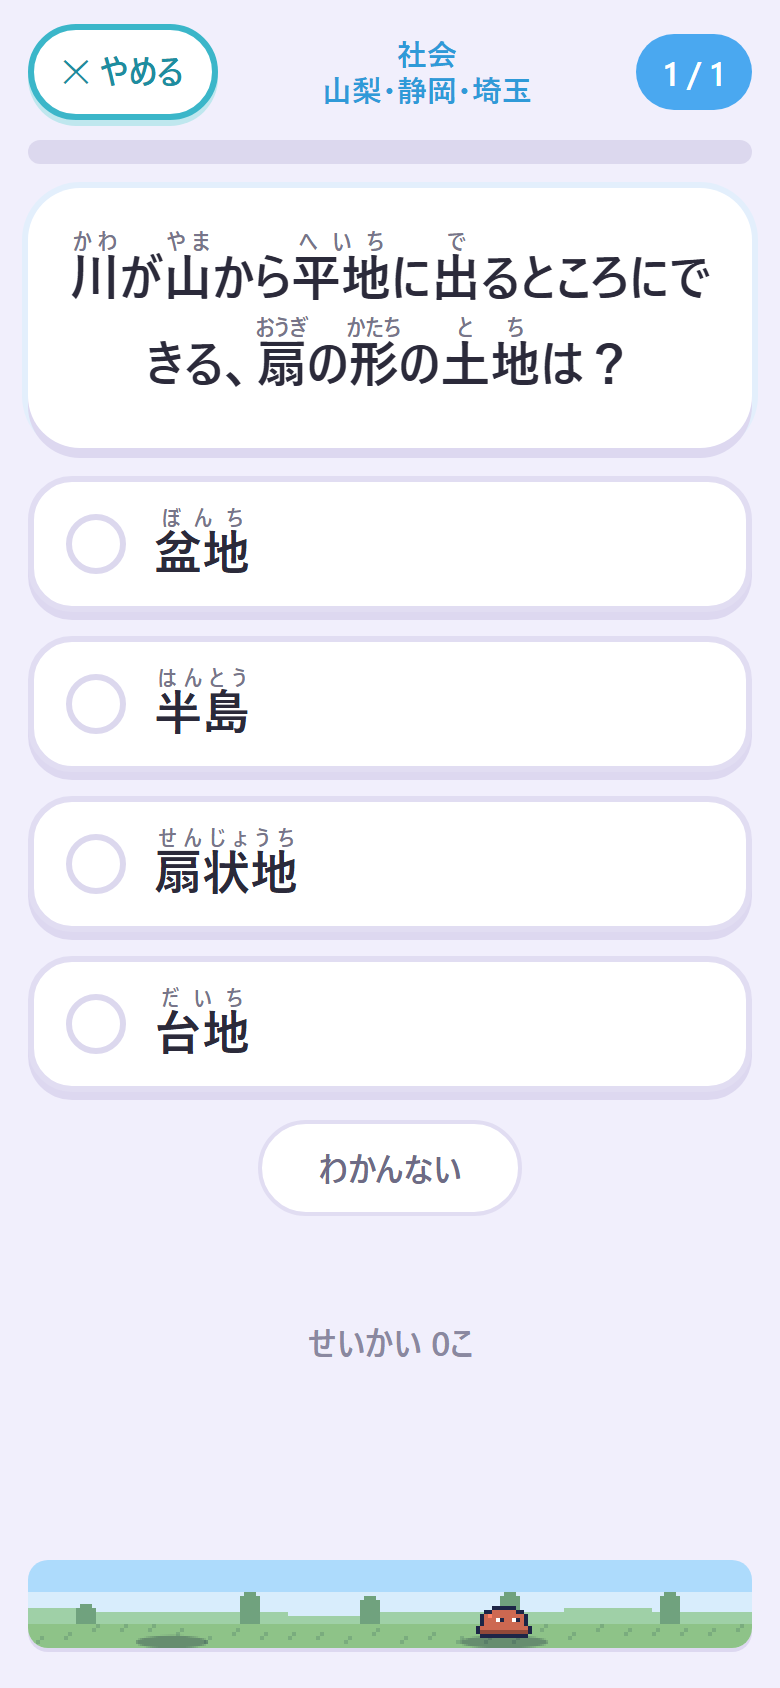 × やめる
社会
山梨・静岡・埼玉
1 / 1
かわ やま へいち で
川が山から平地に出るところにで
おうぎ かたち とち
きる、扇の形の土地は？
ぼんち
盆地
はんとう
半島
せんじょうち
扇状地
だいち
台地
わかんない
せいかい 0こ